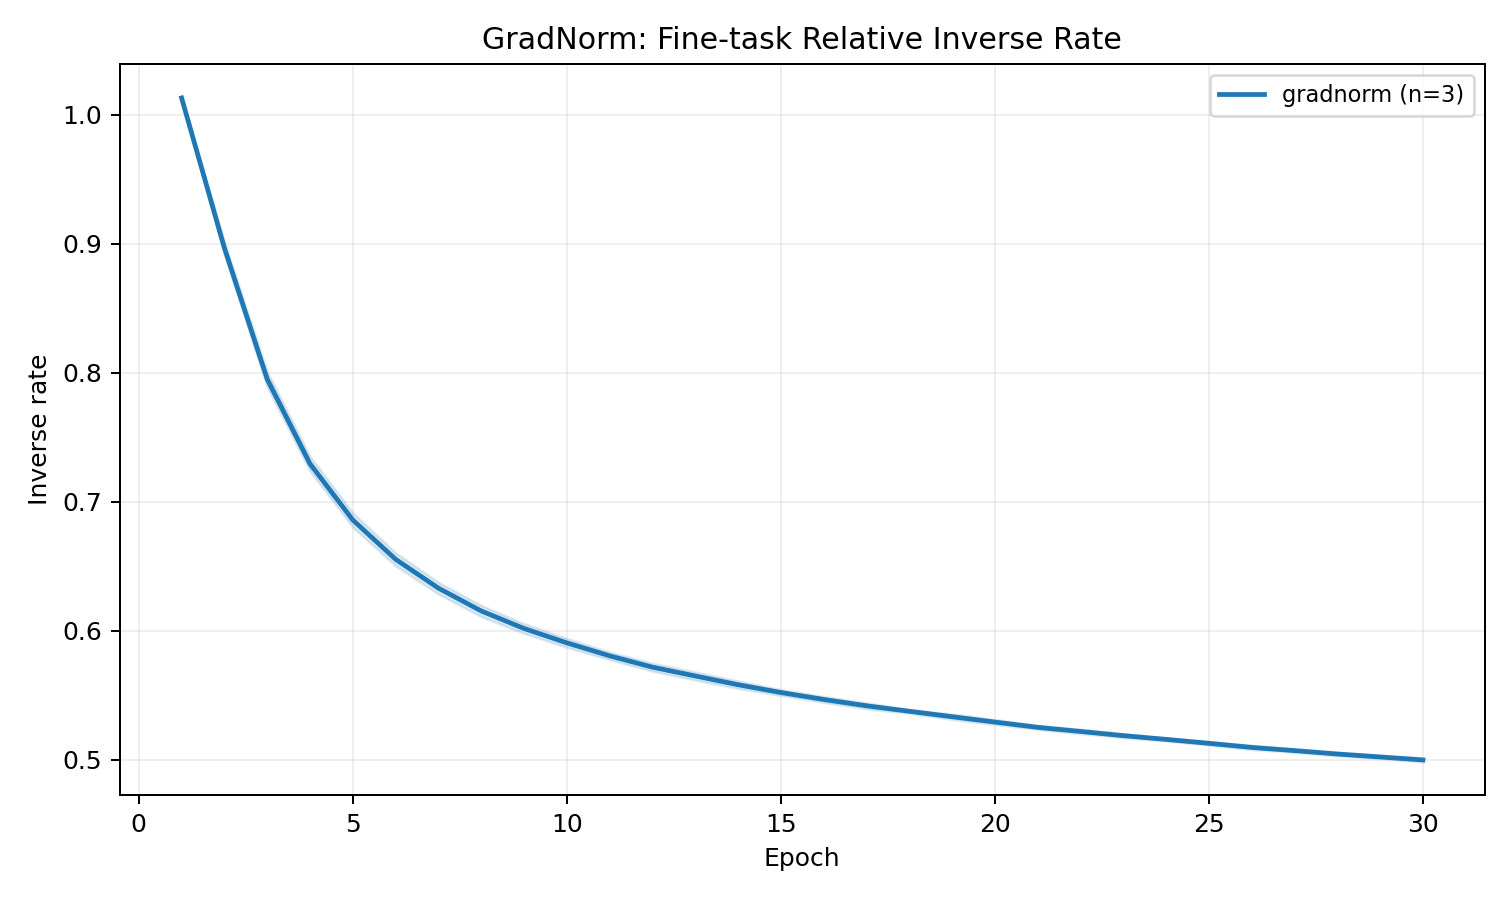 GradNorm: Fine-task Relative Inverse Rate
gradnorm (n=3)
Inverse rate
1.0
0.9
0.8
0.7
0.6
0.5
0 5 10 15 20 25 30
Epoch